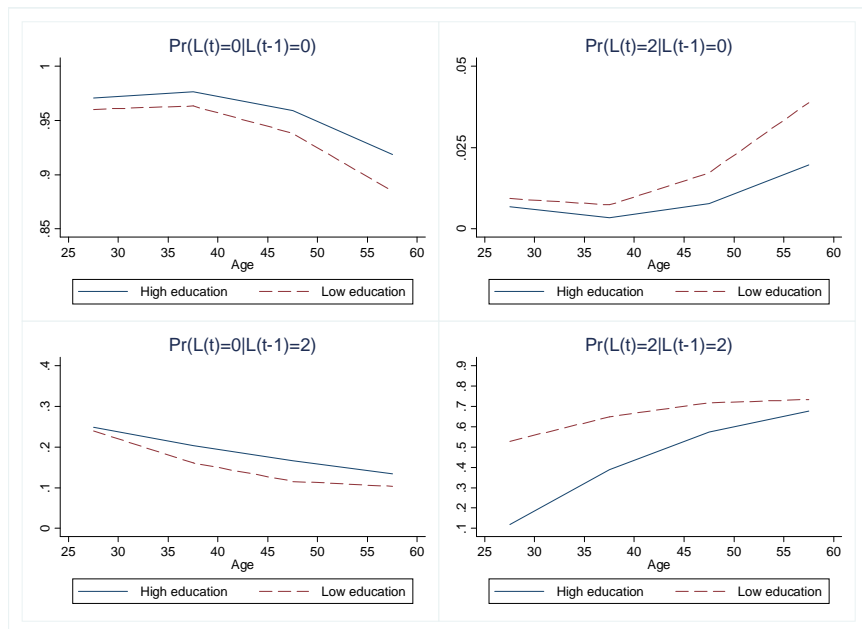 Pr(L(t)=0|L(t-1)=0)
1
.95
.9
.85
25 30 35 40 45 50 55 60
Age
High education Low education
Pr(L(t)=2|L(t-1)=0)
.05
.025
0
25 30 35 40 45 50 55 60
Age
High education Low education
Pr(L(t)=0|L(t-1)=2)
.4
.3
.2
.1
0
25 30 35 40 45 50 55 60
Age
High education Low education
Pr(L(t)=2|L(t-1)=2)
.9
.8
.7
.6
.5
.4
.3
.2
.1
25 30 35 40 45 50 55 60
Age
High education Low education